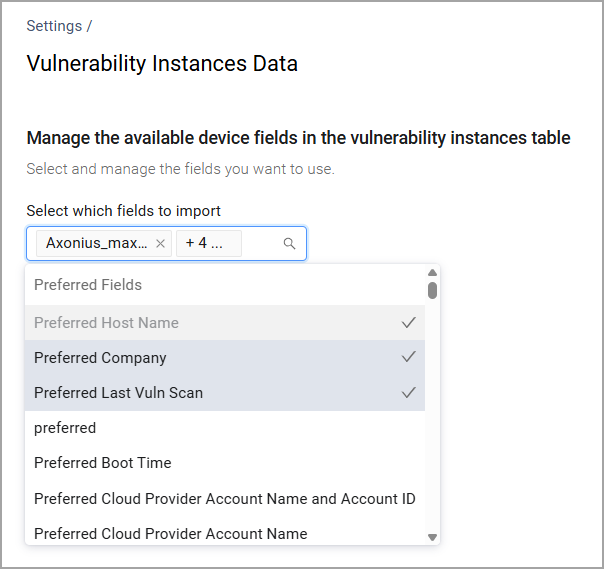 Settings /
Vulnerability Instances Data
Manage the available device fields in the vulnerability instances table
Select and manage the fields you want to use.
Select which fields to import
Axonius_max... × + 4 ...
Preferred Fields
Preferred Host Name
Preferred Company
Preferred Last Vuln Scan
preferred
Preferred Boot Time
Preferred Cloud Provider Account Name and Account ID
Preferred Cloud Provider Account Name